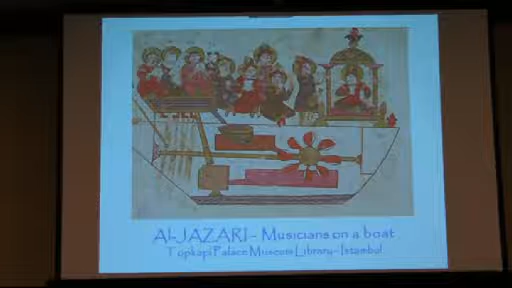 Al-JAZARI - Musicians on a boat
Topkapi Palace Museum Library - Istanbul